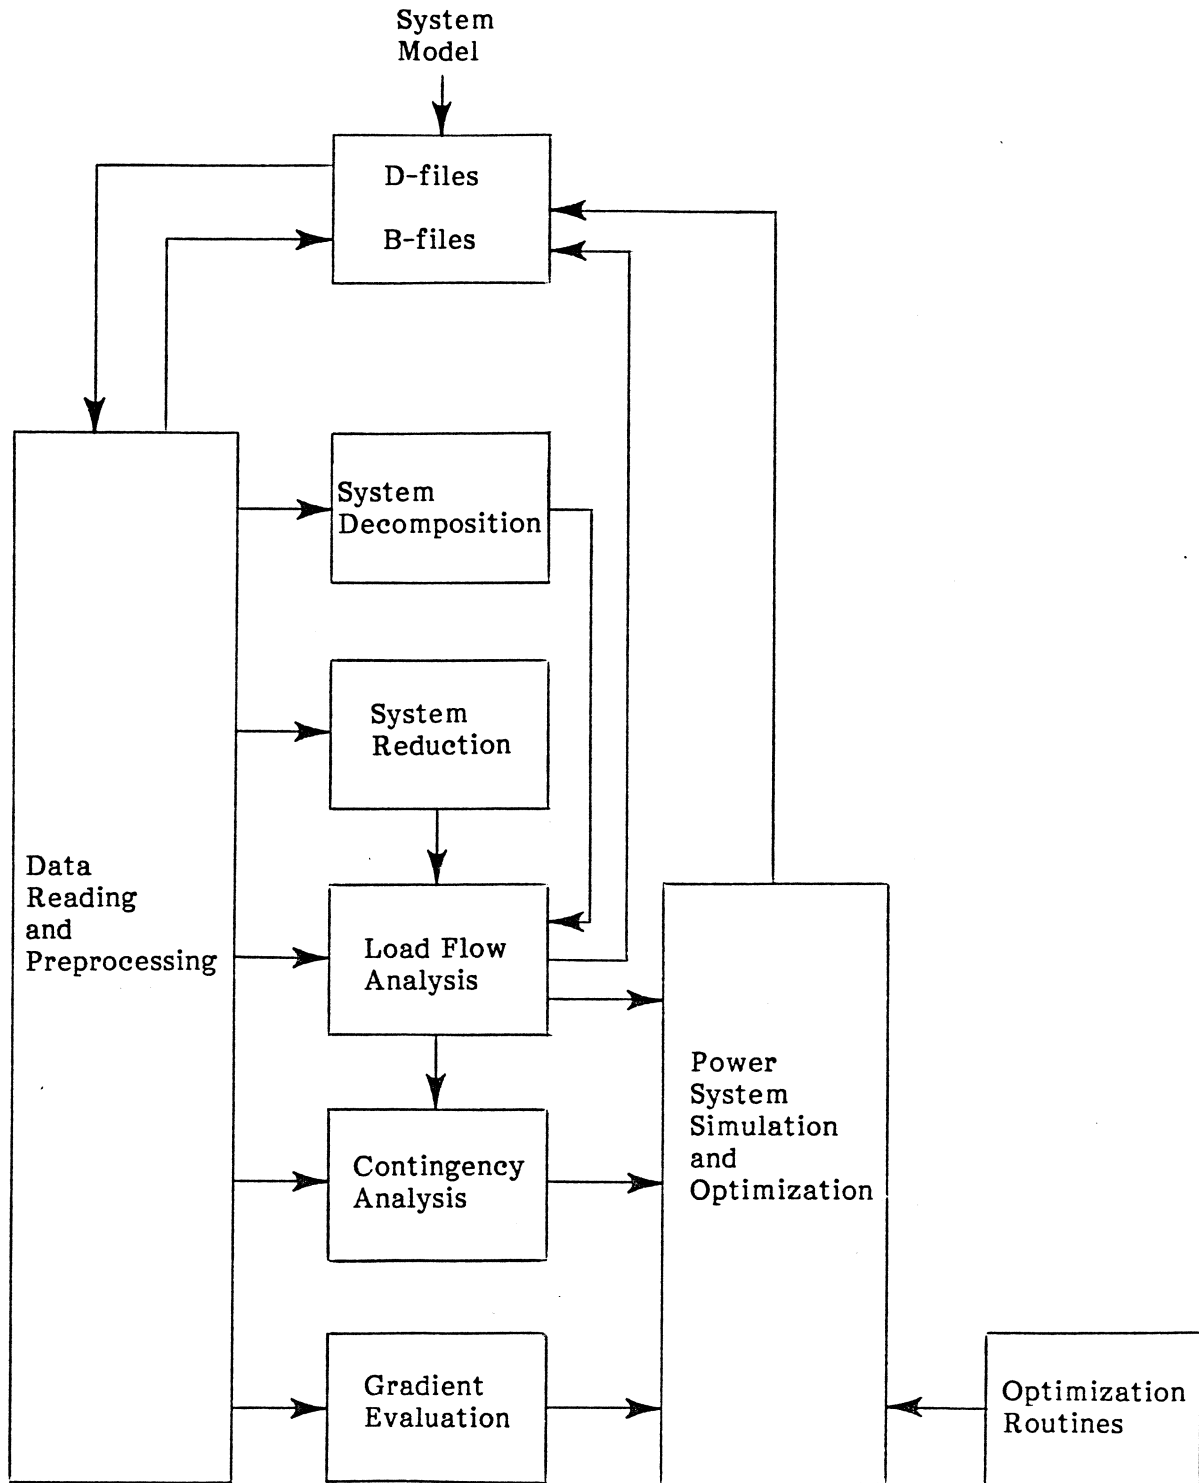 System
Model
D-files
B-files
System
Decomposition
System
Reduction
Data
Reading
and
Preprocessing
Load Flow
Analysis
Power
System
Simulation
and
Optimization
Contingency
Analysis
Gradient
Evaluation
Optimization
Routines